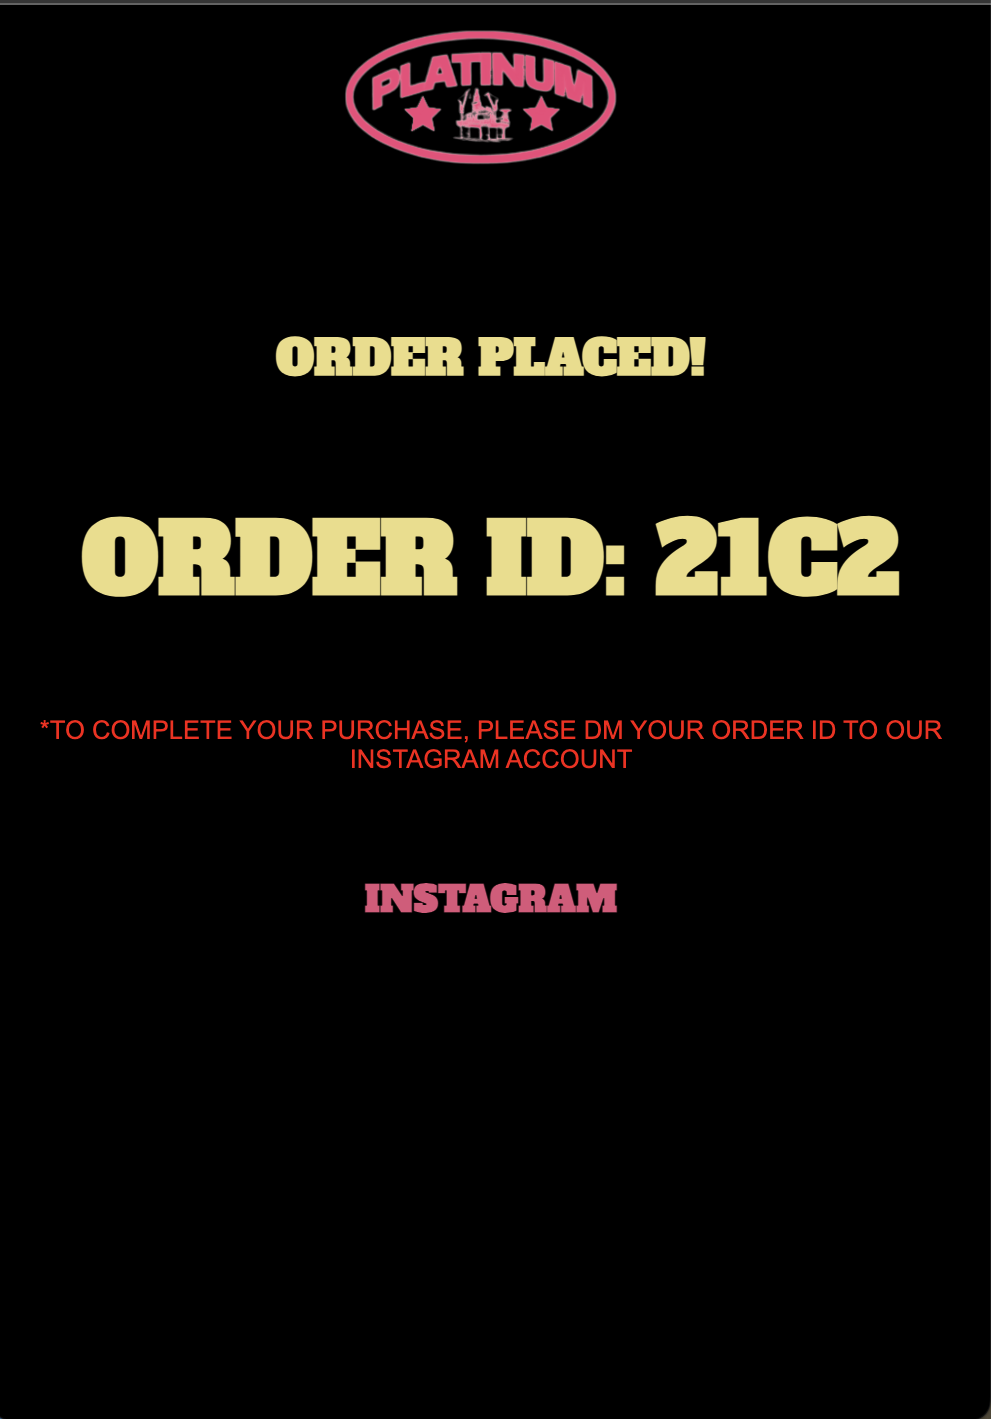 PLATINUM
ORDER PLACED!
ORDER ID: 21C2
*TO COMPLETE YOUR PURCHASE, PLEASE DM YOUR ORDER ID TO OUR
INSTAGRAM ACCOUNT
INSTAGRAM